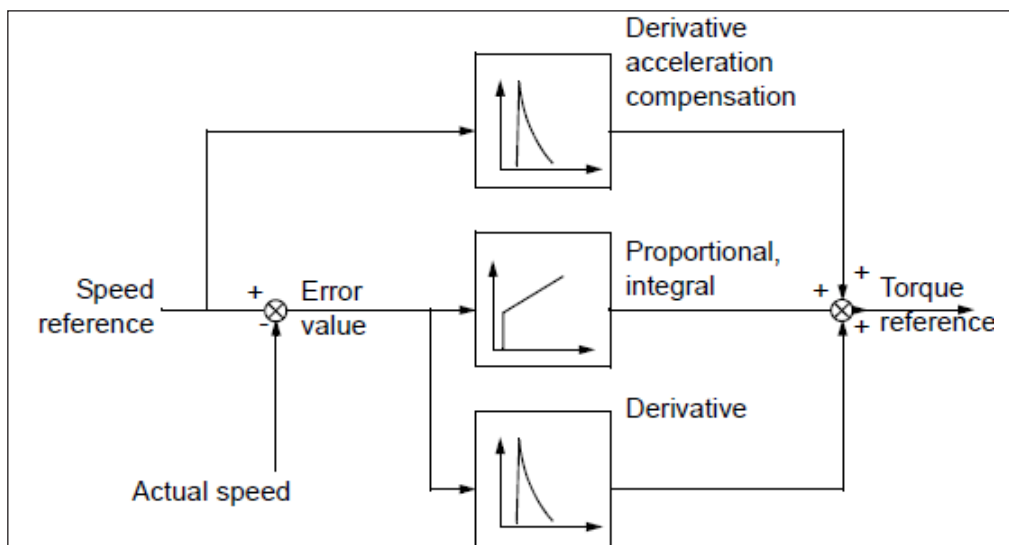 Derivative
acceleration
compensation
Proportional,
integral
Speed
reference
+
-
Error
value
+
+
+
Torque
reference
Derivative
Actual speed